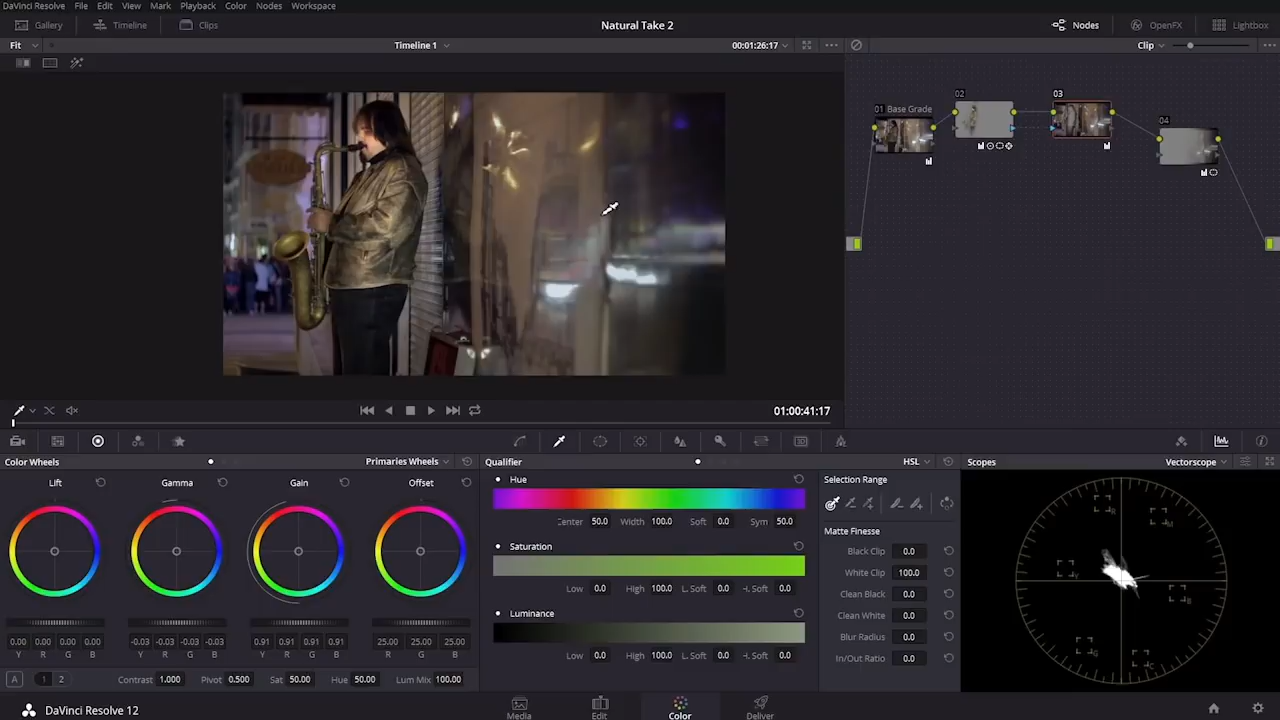 DaVinci Resolve File Edit View Mark Playback Color Nodes Workspace
Gallery Timeline Clips Natural Take 2 Nodes OpenFX Lightbox
Fit Timeline 1 00:01:26:17 Clip
01 Base Grade 02 03 04
01:00:41:17
Color Wheels Primaries Wheels Qualifier HSL Scopes Vectorscope
Lift Gamma Gain Offset Hue Selection Range
Center 50.0 Width 100.0 Soft 0.0 Sym 50.0
Matte Finesse
Saturation Black Clip 0.0
White Clip 100.0
Low 0.0 High 100.0 L. Soft 0.0 H. Soft 0.0 Clean Black 0.0
Luminance Clean White 0.0
0.00 0.00 0.00 0.00 -0.03 -0.03 -0.03 -0.03 0.91 0.91 0.91 0.91 25.00 25.00 25.00 Blur Radius 0.0
Y R G B Y R G B Y R G B R G B Low 0.0 High 100.0 L. Soft 0.0 H. Soft 0.0 In/Out Ratio 0.0
A 1 2 Contrast 1.000 Pivot 0.500 Sat 50.00 Hue 50.00 Lum Mix 100.00
R M Y B G C
DaVinci Resolve 12 Media Edit Color Deliver